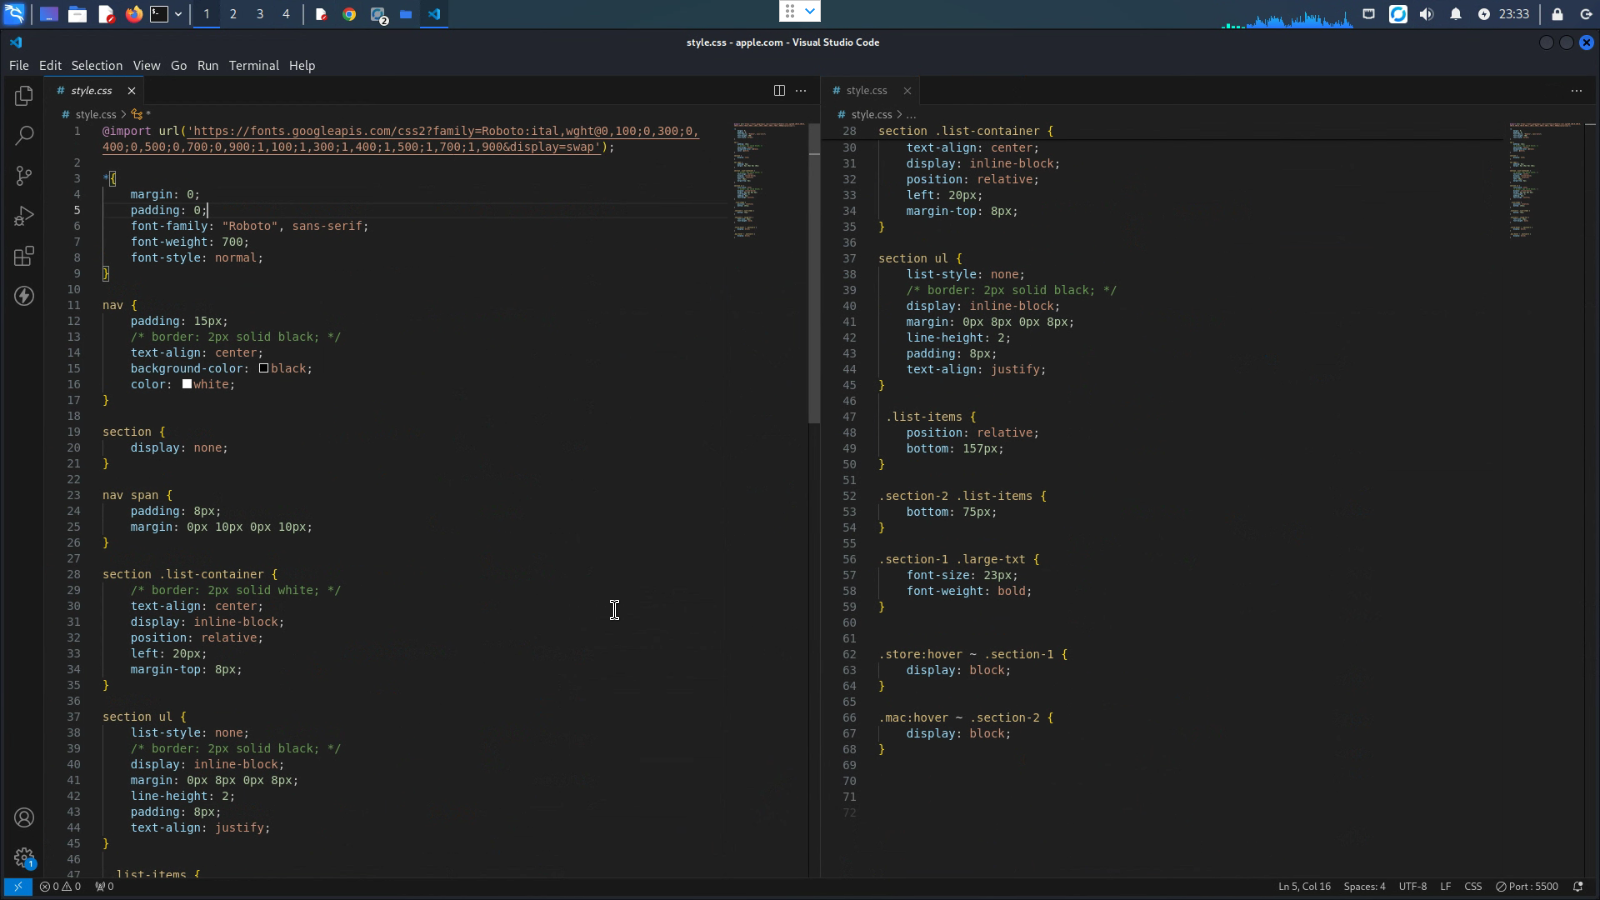 1
2
3
4
2
23:33
style.css - apple.com - Visual Studio Code
File Edit Selection View Go Run Terminal Help
# style.css
# style.css > *
1 @import url('https://fonts.googleapis.com/css2?family=Roboto:ital,wght@0,100;0,300;0,
400;0,500;0,700;0,900;1,100;1,300;1,400;1,500;1,700;1,900&display=swap');
2
3 *{
4 margin: 0;
5 padding: 0;
6 font-family: "Roboto", sans-serif;
7 font-weight: 700;
8 font-style: normal;
9 }
10
11 nav {
12 padding: 15px;
13 /* border: 2px solid black; */
14 text-align: center;
15 background-color: black;
16 color: white;
17 }
18
19 section {
20 display: none;
21 }
22
23 nav span {
24 padding: 8px;
25 margin: 0px 10px 0px 10px;
26 }
27
28 section .list-container {
29 /* border: 2px solid white; */
30 text-align: center;
31 display: inline-block;
32 position: relative;
33 left: 20px;
34 margin-top: 8px;
35 }
36
37 section ul {
38 list-style: none;
39 /* border: 2px solid black; */
40 display: inline-block;
41 margin: 0px 8px 0px 8px;
42 line-height: 2;
43 padding: 8px;
44 text-align: justify;
45 }
46
47 .list-items {
# style.css
# style.css > ...
28 section .list-container {
30 text-align: center;
31 display: inline-block;
32 position: relative;
33 left: 20px;
34 margin-top: 8px;
35 }
36
37 section ul {
38 list-style: none;
39 /* border: 2px solid black; */
40 display: inline-block;
41 margin: 0px 8px 0px 8px;
42 line-height: 2;
43 padding: 8px;
44 text-align: justify;
45 }
46
47 .list-items {
48 position: relative;
49 bottom: 157px;
50 }
51
52 .section-2 .list-items {
53 bottom: 75px;
54 }
55
56 .section-1 .large-txt {
57 font-size: 23px;
58 font-weight: bold;
59 }
60
61
62 .store:hover ~ .section-1 {
63 display: block;
64 }
65
66 .mac:hover ~ .section-2 {
67 display: block;
68 }
69
70
71
72
1
0 0 0
Ln 5, Col 16 Spaces: 4 UTF-8 LF CSS Port : 5500